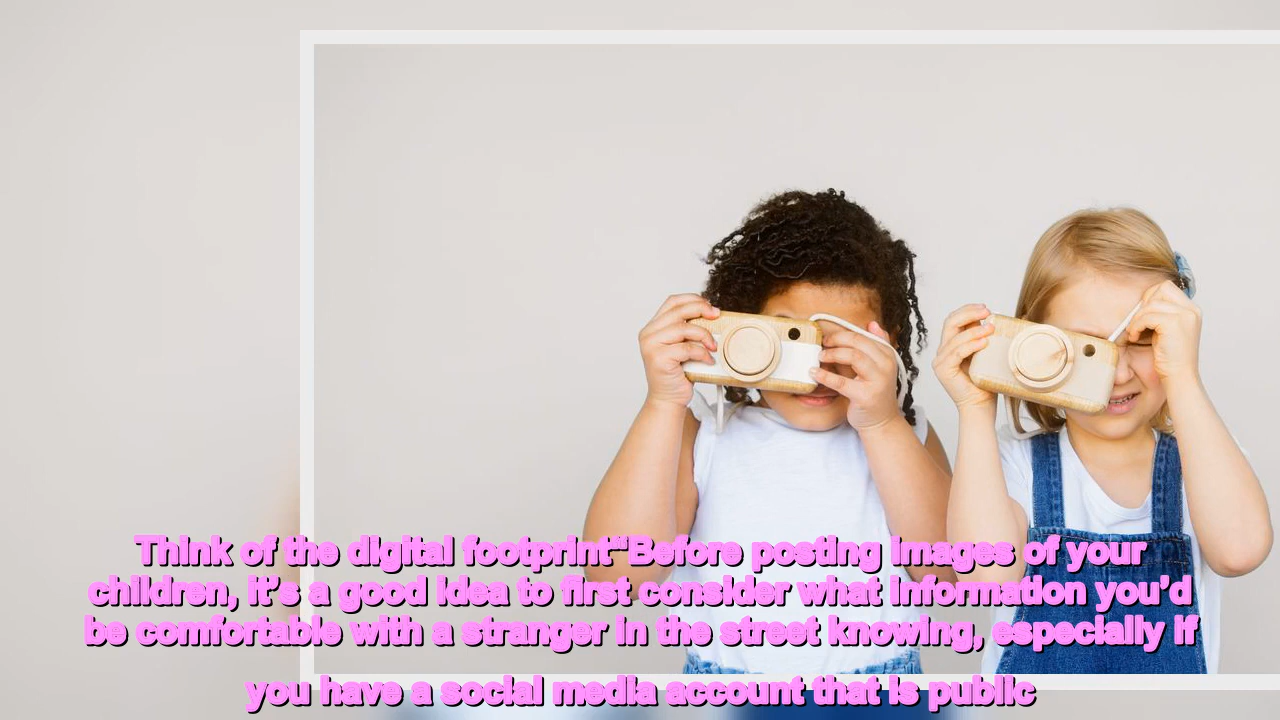 Think of the digital footprint“Before posting images of your
children, it’s a good idea to first consider what information you’d
be comfortable with a stranger in the street knowing, especially if
you have a social media account that is public